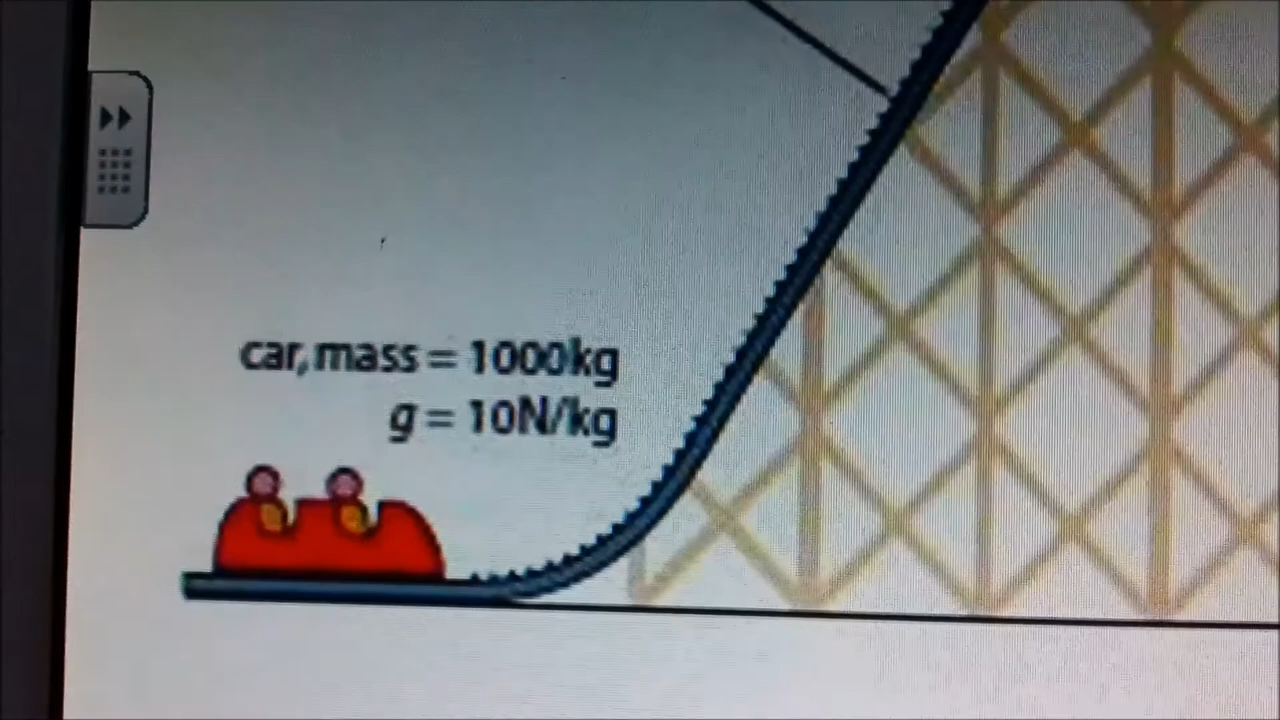 car, mass = 1000kg
g = 10N/kg